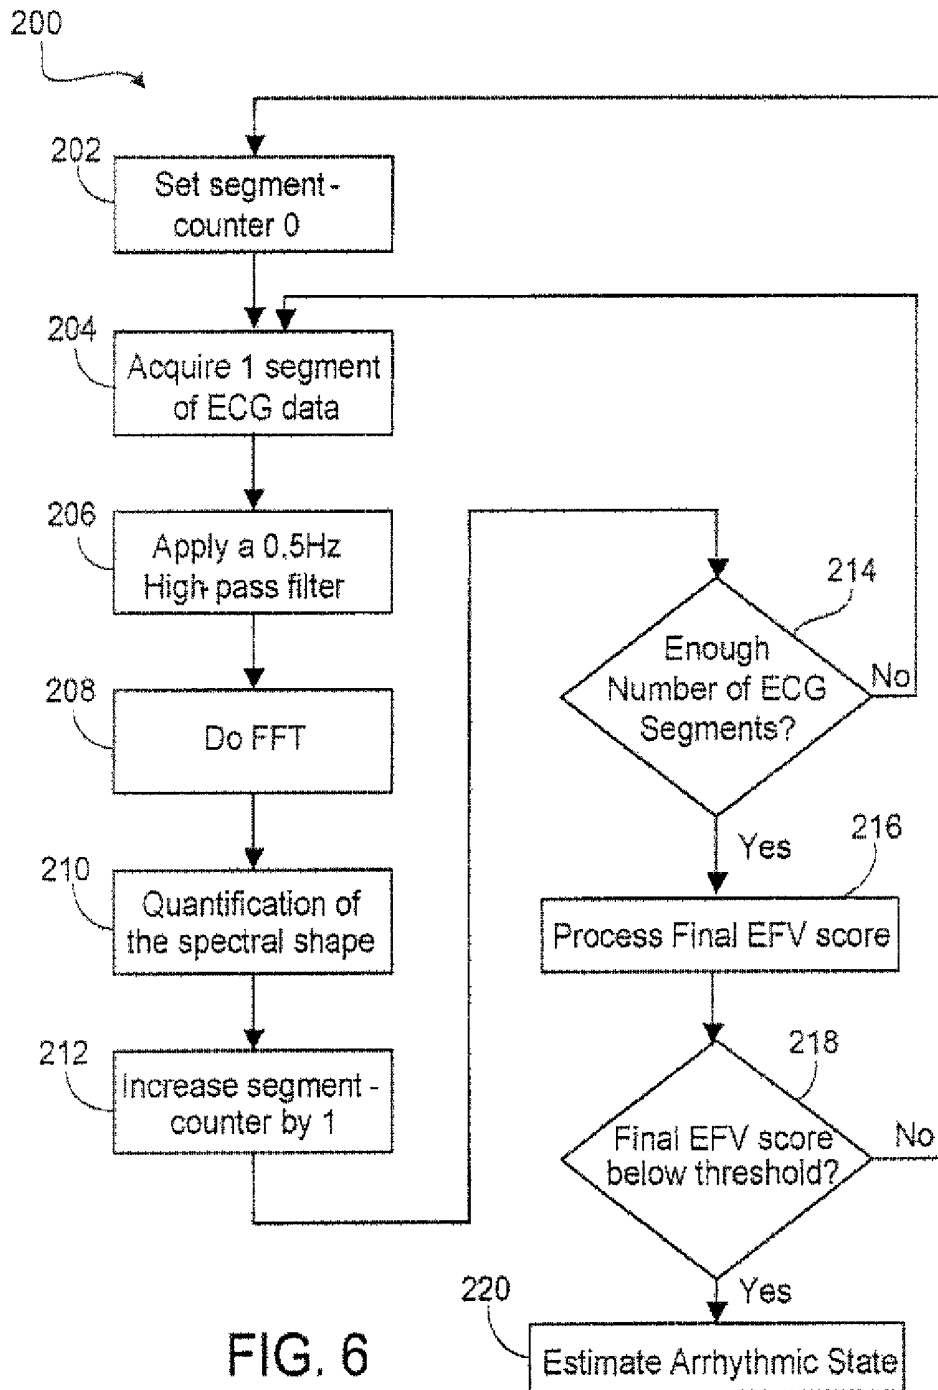 200
202
Set segment-
counter 0
204
Acquire 1 segment
of ECG data
206
Apply a 0.5Hz
High-pass filter
208
Do FFT
210
Quantification of
the spectral shape
212
Increase segment-
counter by 1
214
Enough
Number of ECG
Segments?
No
Yes
216
Process Final EFV score
218
Final EFV score
below threshold?
No
Yes
220
Estimate Arrhythmic State
FIG. 6